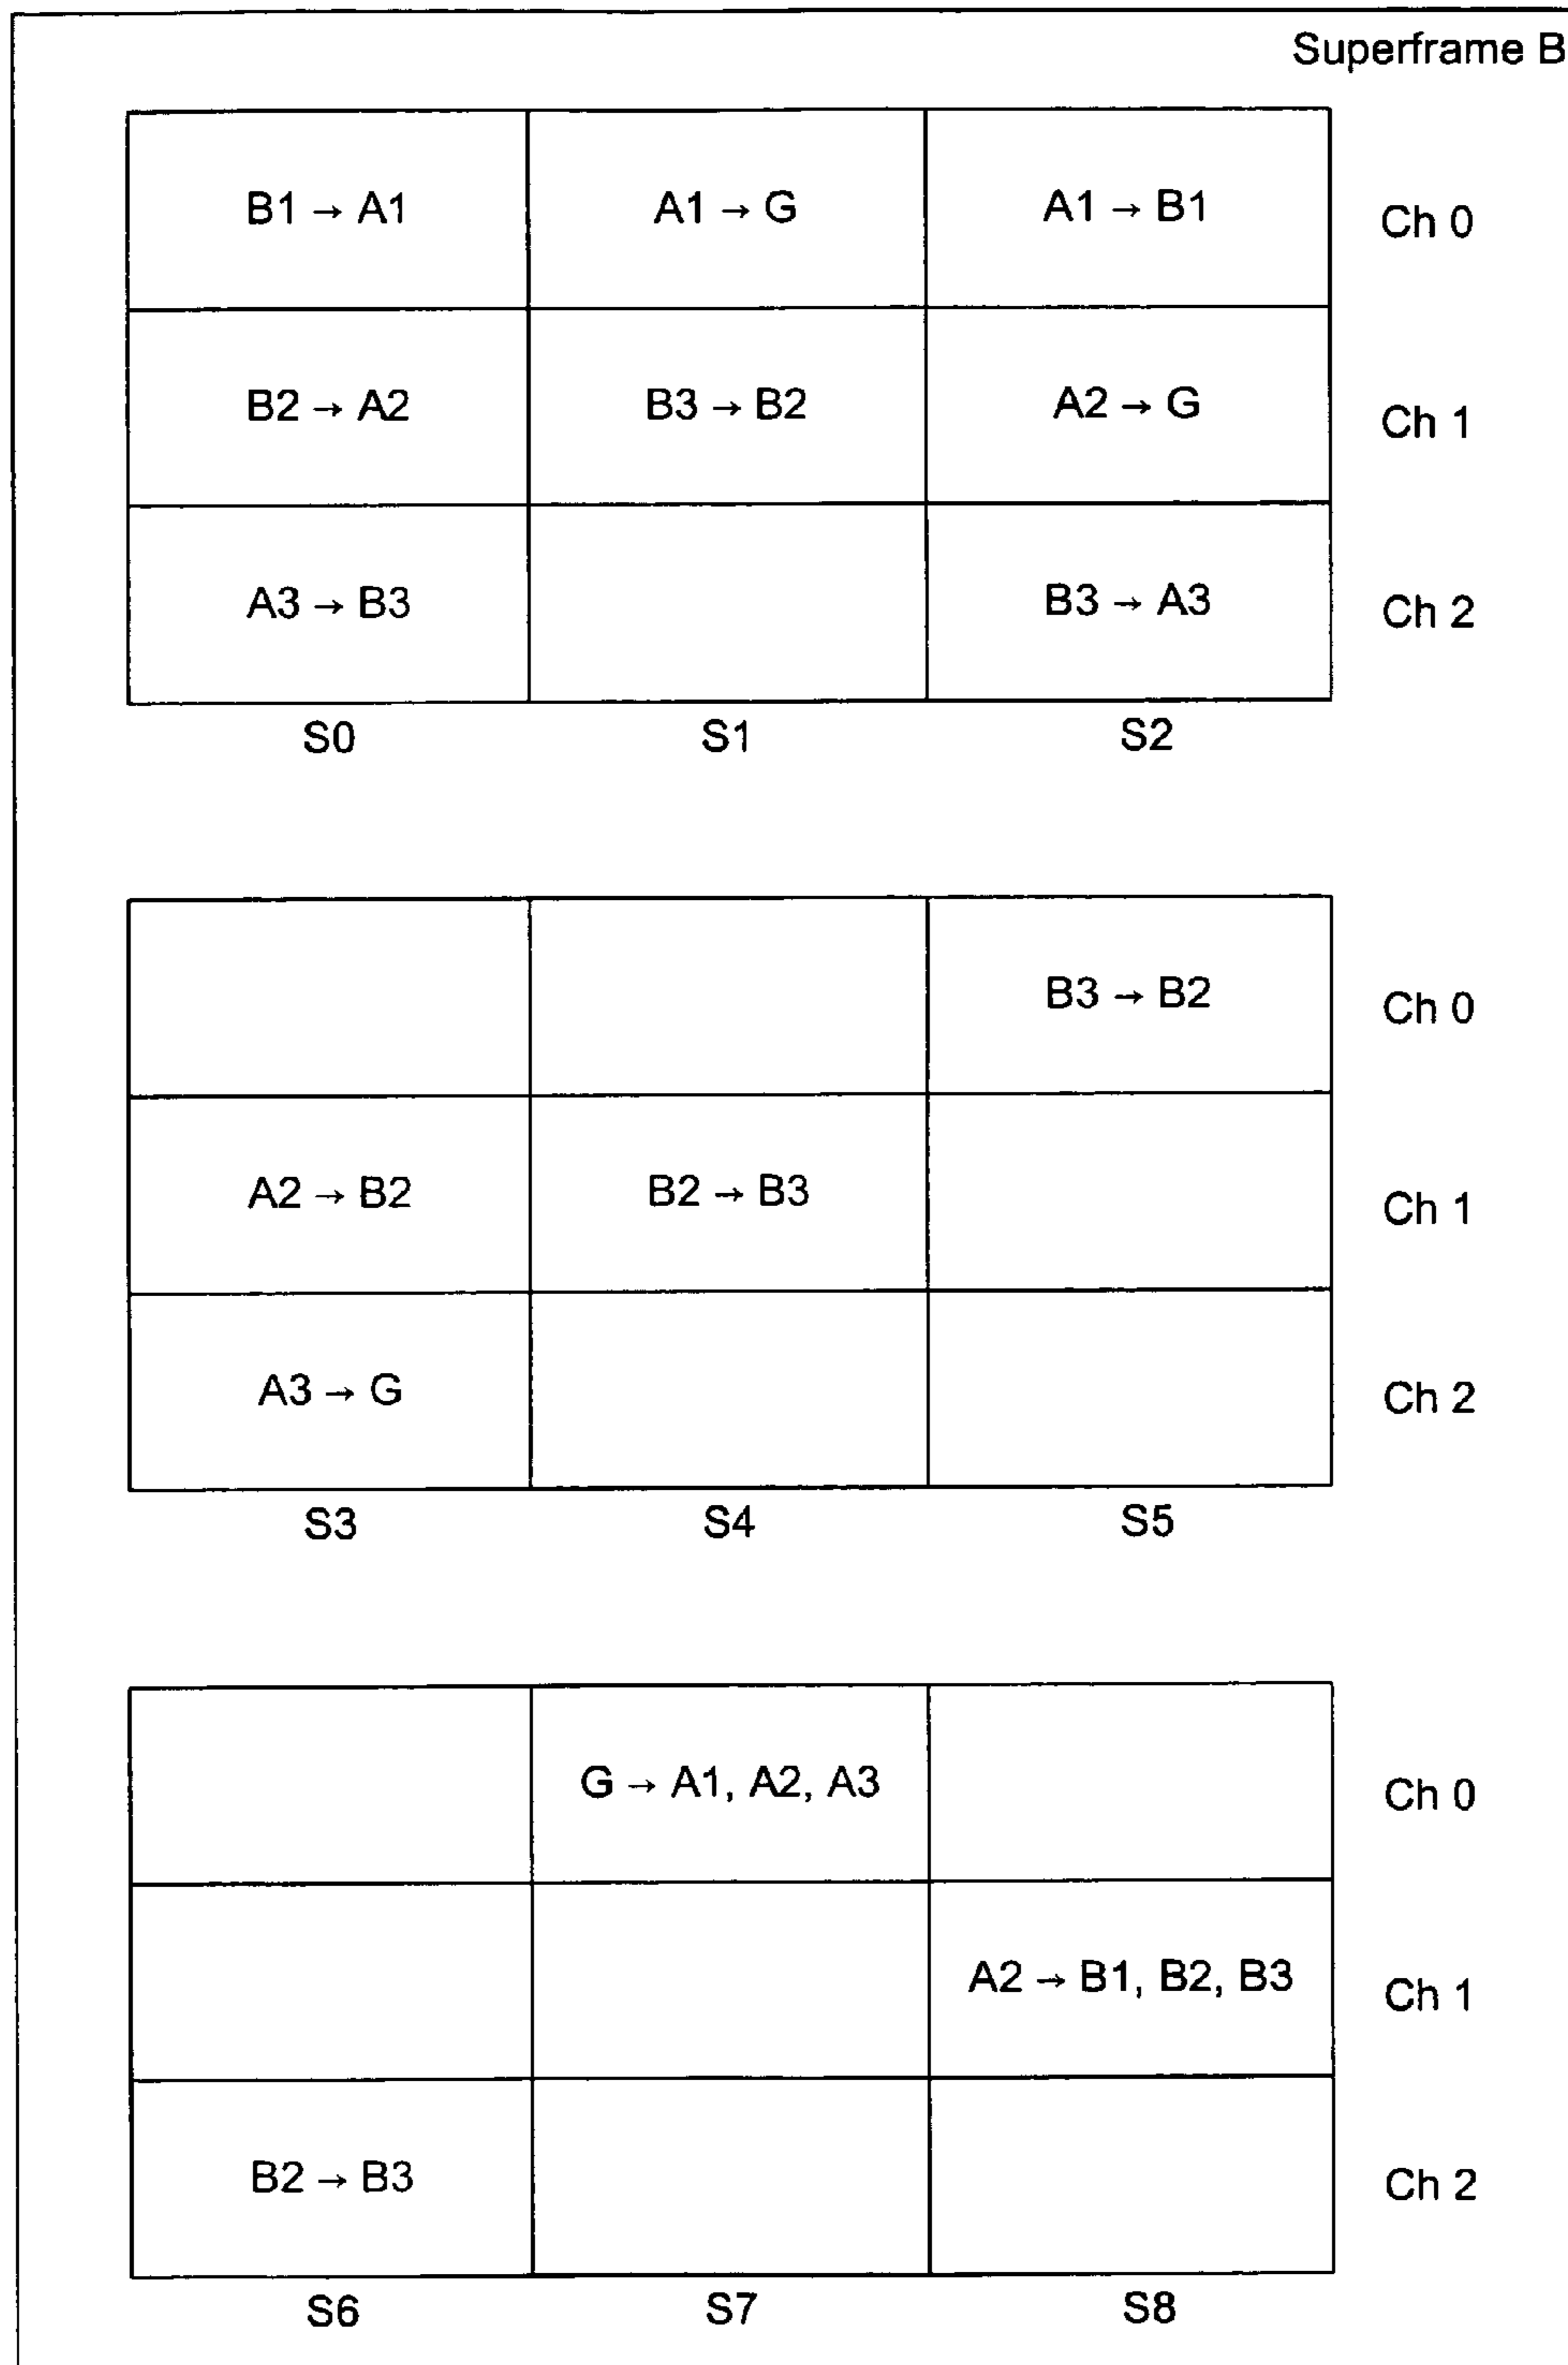 Superframe B
B1 → A1 A1 → G A1 → B1 Ch 0
B2 → A2 B3 → B2 A2 → G Ch 1
A3 → B3 B3 → A3 Ch 2
S0 S1 S2
B3 → B2 Ch 0
A2 → B2 B2 → B3 Ch 1
A3 → G Ch 2
S3 S4 S5
G → A1, A2, A3 Ch 0
A2 → B1, B2, B3 Ch 1
B2 → B3 Ch 2
S6 S7 S8